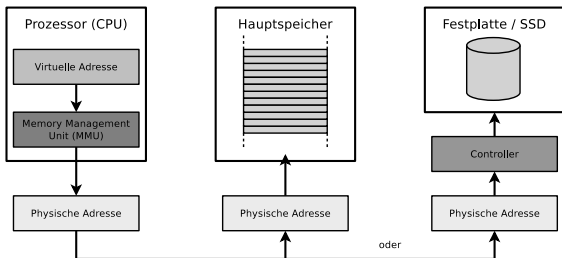 Prozessor (CPU)
Virtuelle Adresse
Memory Management
Unit (MMU)
Physische Adresse
Hauptspeicher
Physische Adresse
Festplatte / SSD
Controller
Physische Adresse
oder